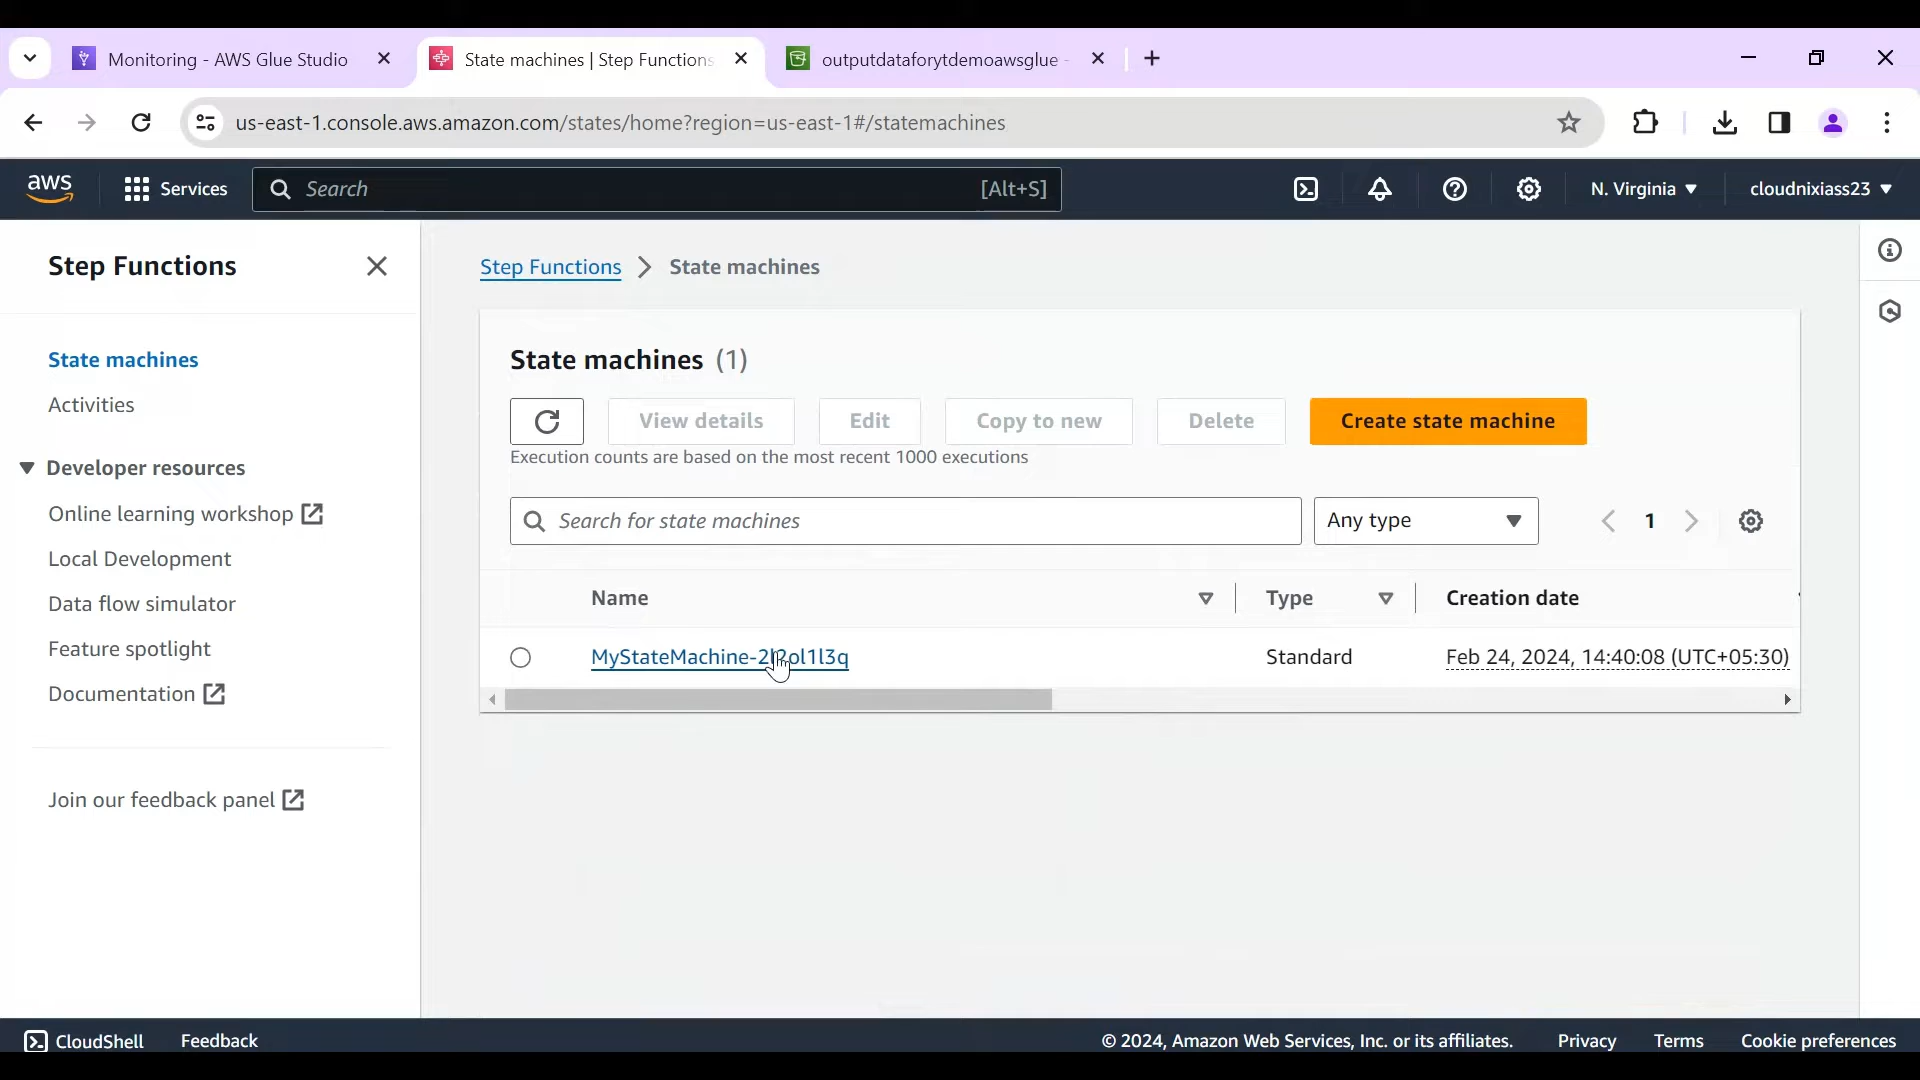 Monitoring - AWS Glue Studio
State machines | Step Functions
outputdataforytdemoawsglue -
us-east-1.console.aws.amazon.com/states/home?region=us-east-1#/statemachines
aws
Services
Search
[Alt+S]
N. Virginia
cloudnixiass23
Step Functions
State machines
Activities
Developer resources
Online learning workshop
Local Development
Data flow simulator
Feature spotlight
Documentation
Join our feedback panel
Step Functions > State machines
State machines (1)
View details
Edit
Copy to new
Delete
Create state machine
Execution counts are based on the most recent 1000 executions
Search for state machines
Any type
1
Name
Type
Creation date
Standard
Feb 24, 2024, 14:40:08 (UTC+05:30)
CloudShell
Feedback
© 2024, Amazon Web Services, Inc. or its affiliates.
Privacy
Terms
Cookie preferences